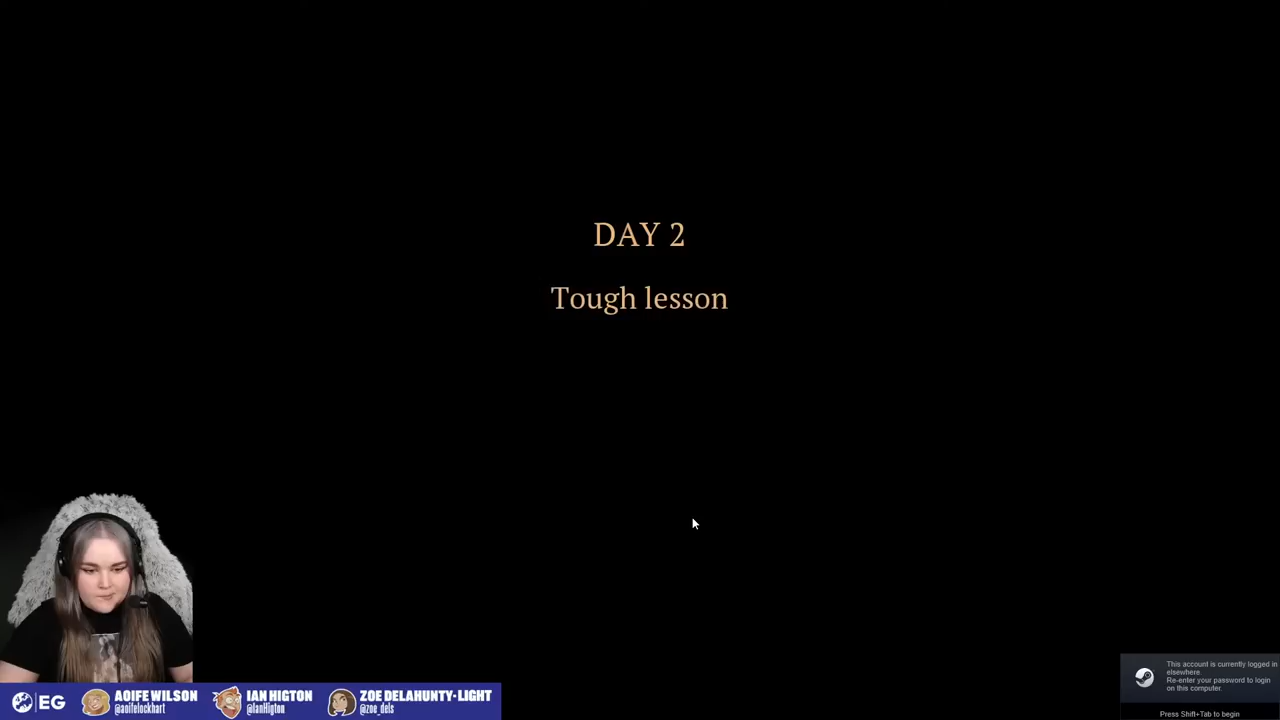 DAY 2
Tough lesson
This account is currently logged in
elsewhere.
Re-enter your password to login
on this computer.
Press Shift+Tab to begin
EG
AOIFE WILSON
@aoifelockhart
IAN HIGTON
@IanHigton
ZOE DELAHUNTY-LIGHT
@zoe_dels